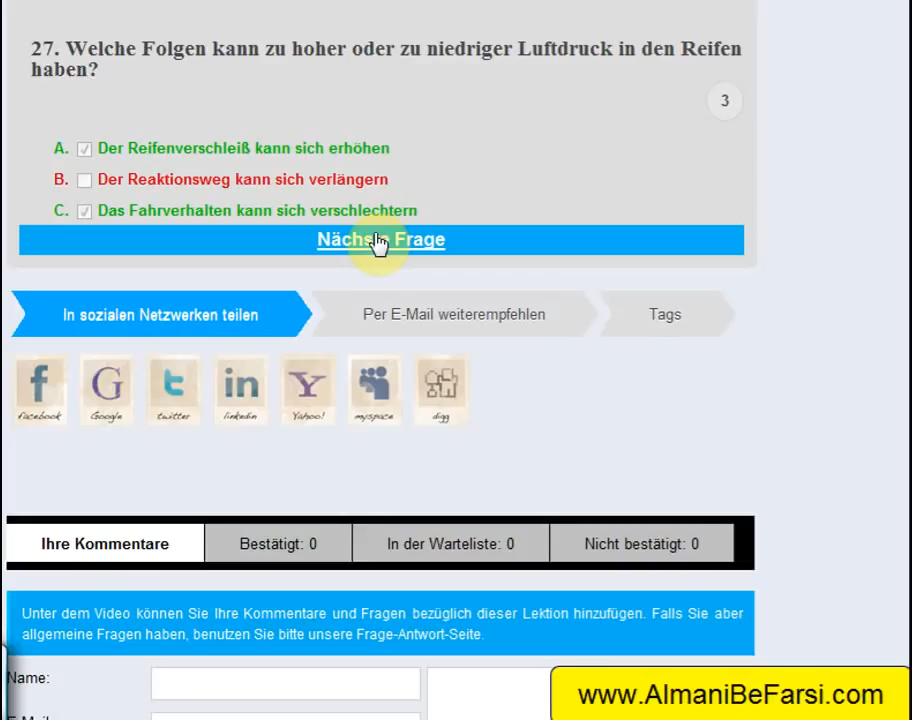 27. Welche Folgen kann zu hoher oder zu niedriger Luftdruck in den Reifen
haben?
3
A. Der Reifenverschleiß kann sich erhöhen
B. Der Reaktionsweg kann sich verlängern
C. Das Fahrverhalten kann sich verschlechtern
Nächste Frage
In sozialen Netzwerken teilen
Per E-Mail weiterempfehlen
Tags
facebook
Google
twitter
linkedin
Yahoo!
myspace
digg
Ihre Kommentare
Bestätigt: 0
In der Warteliste: 0
Nicht bestätigt: 0
Unter dem Video können Sie Ihre Kommentare und Fragen bezüglich dieser Lektion hinzufügen. Falls Sie aber
allgemeine Fragen haben, benutzen Sie bitte unsere Frage-Antwort-Seite.
Name:
www.AlmaniBeFarsi.com